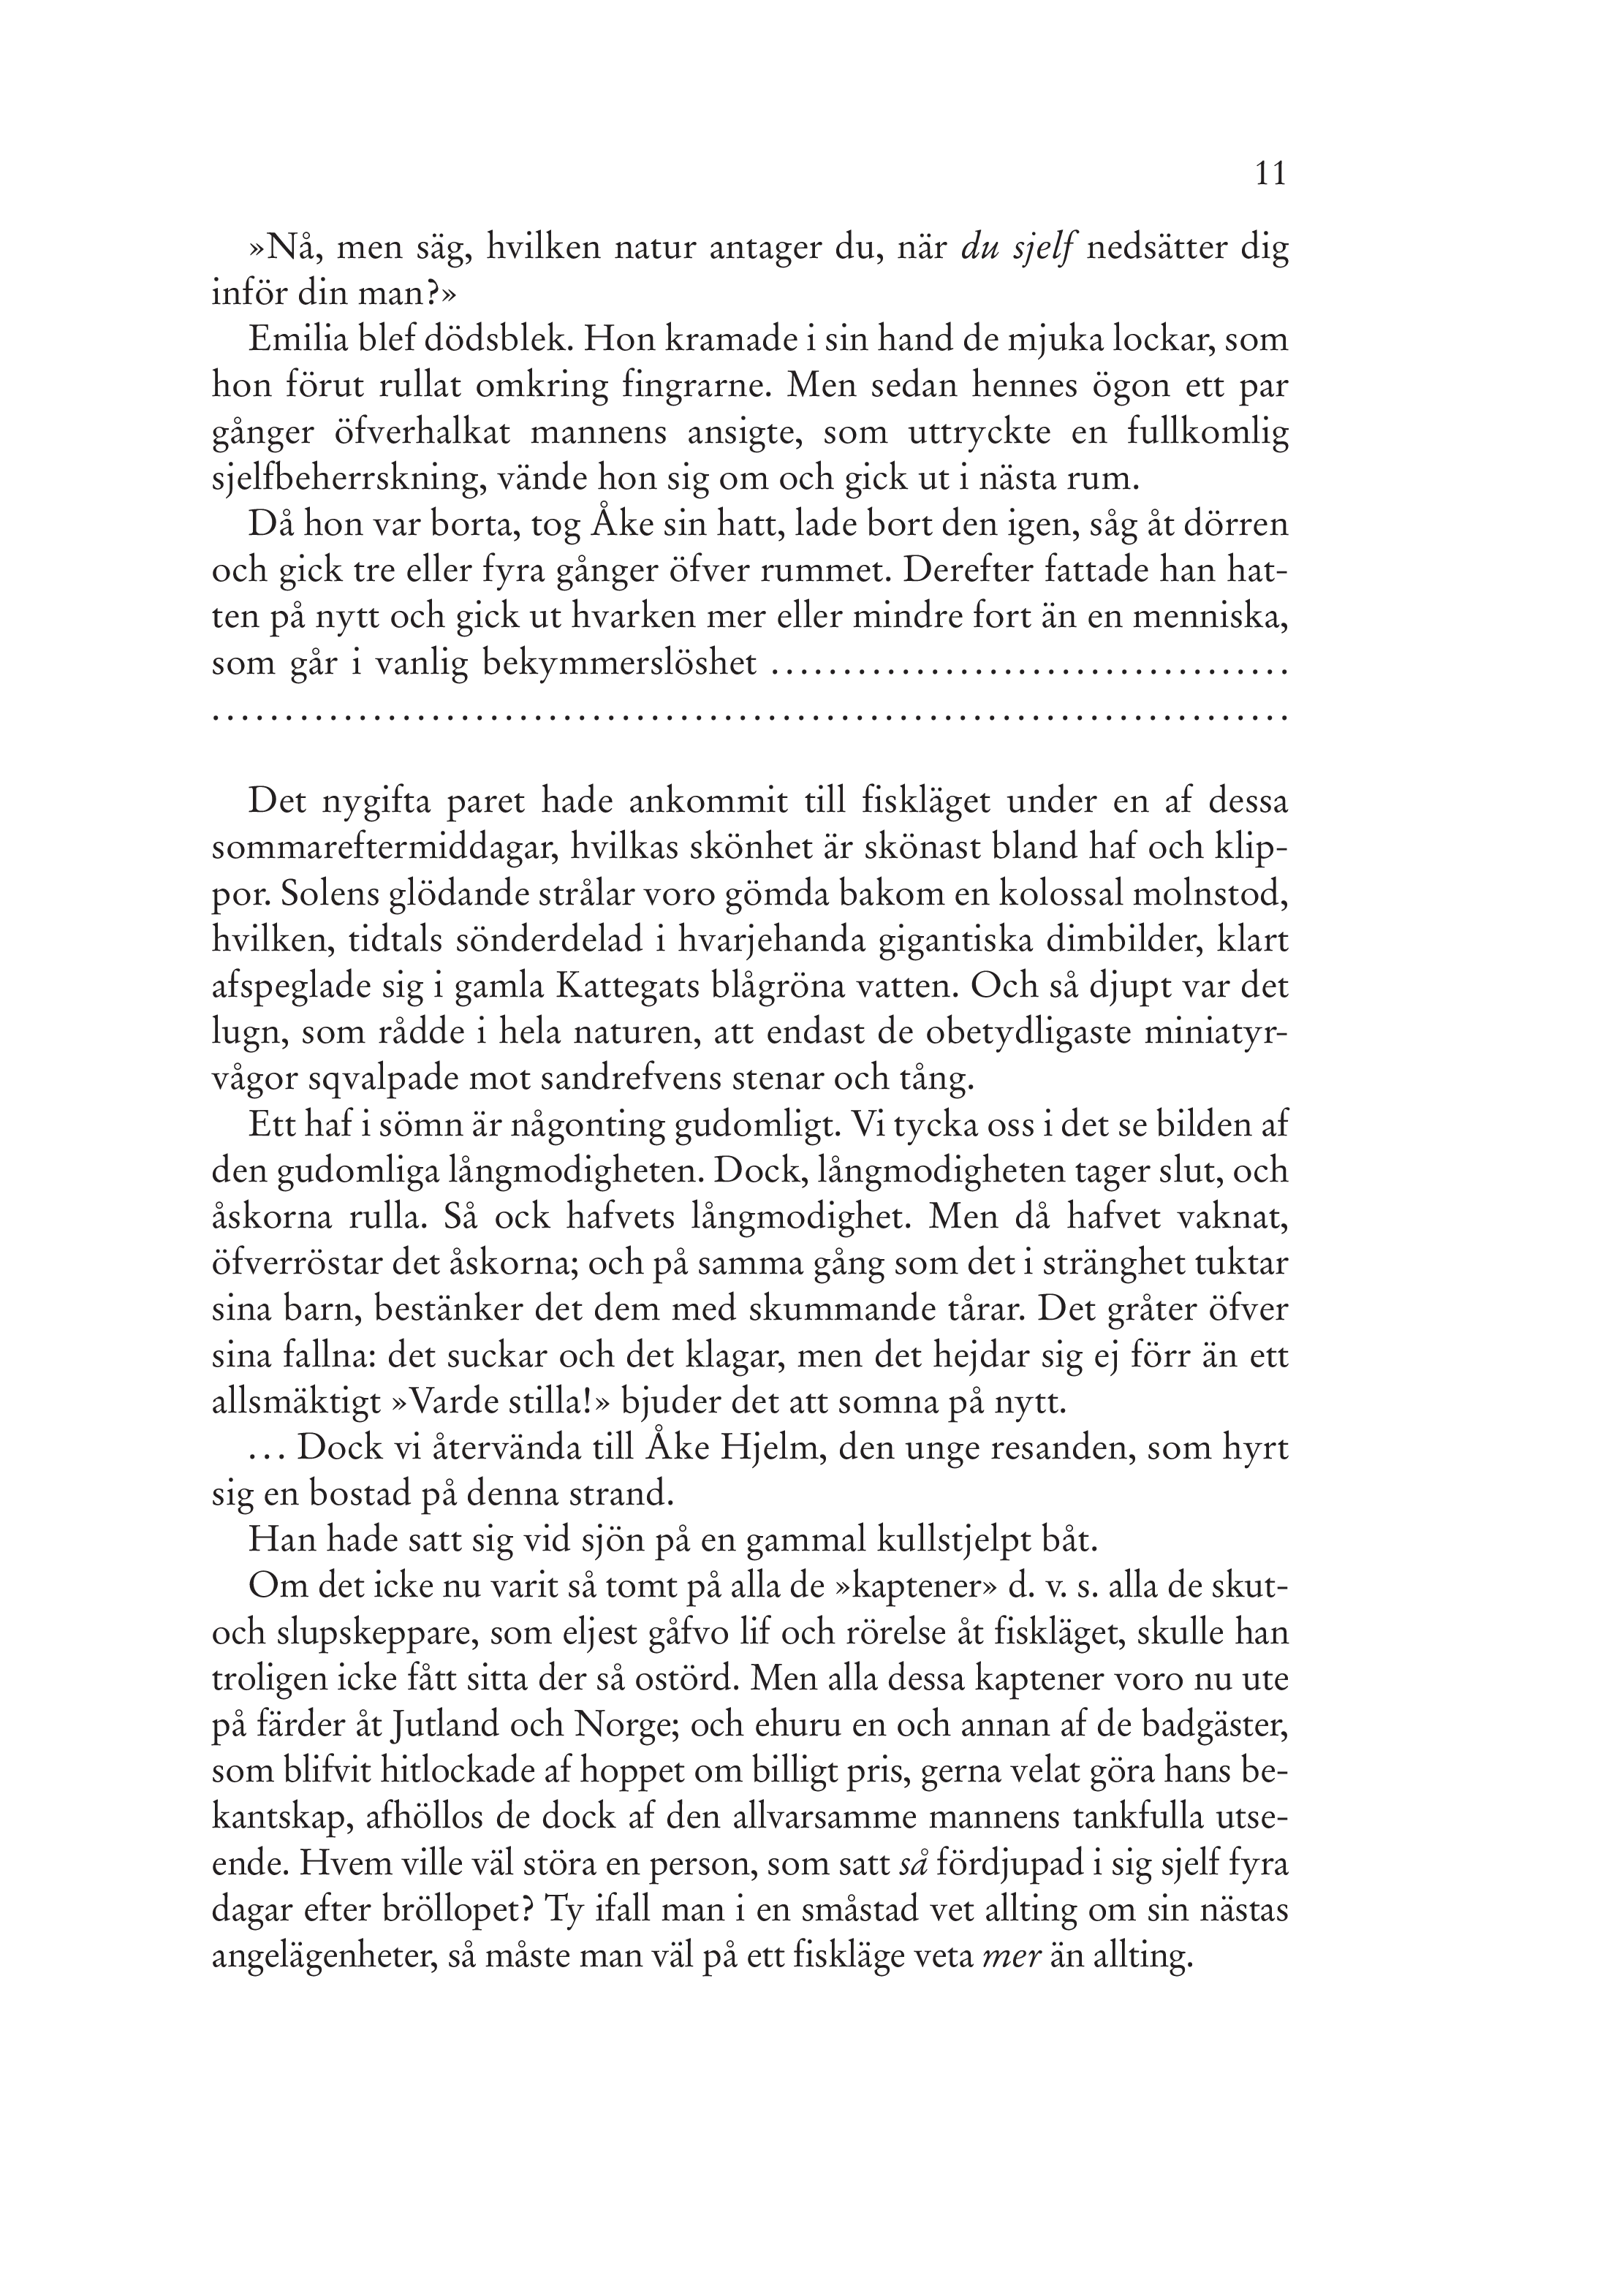 11
»Nå, men säg, hvilken natur antager du, när du sjelf nedsätter dig
inför din man?»
Emilia blef dödsblek. Hon kramade i sin hand de mjuka lockar, som
hon förut rullat omkring fingrarne. Men sedan hennes ögon ett par
gånger öfverhalkat mannens ansigte, som uttryckte en fullkomlig
sjelfbeherrskning, vände hon sig om och gick ut i nästa rum.
Då hon var borta, tog Åke sin hatt, lade bort den igen, såg åt dörren
och gick tre eller fyra gånger öfver rummet. Derefter fattade han hat-
ten på nytt och gick ut hvarken mer eller mindre fort än en menniska,
som går i vanlig bekymmerslöshet ....................................
...........................................................................
Det nygifta paret hade ankommit till fiskläget under en af dessa
sommareftermiddagar, hvilkas skönhet är skönast bland haf och klip-
por. Solens glödande strålar voro gömda bakom en kolossal molnstod,
hvilken, tidtals sönderdelad i hvarjehanda gigantiska dimbilder, klart
afspeglade sig i gamla Kattegats blågröna vatten. Och så djupt var det
lugn, som rådde i hela naturen, att endast de obetydligaste miniatyr-
vågor sqvalpade mot sandrefvens stenar och tång.
Ett haf i sömn är någonting gudomligt. Vi tycka oss i det se bilden af
den gudomliga långmodigheten. Dock, långmodigheten tager slut, och
åskorna rulla. Så ock hafvets långmodighet. Men då hafvet vaknat,
öfverröstar det åskorna; och på samma gång som det i stränghet tuktar
sina barn, bestänker det dem med skummande tårar. Det gråter öfver
sina fallna: det suckar och det klagar, men det hejdar sig ej förr än ett
allsmäktigt »Varde stilla!» bjuder det att somna på nytt.
… Dock vi återvända till Åke Hjelm, den unge resanden, som hyrt
sig en bostad på denna strand.
Han hade satt sig vid sjön på en gammal kullstjelpt båt.
Om det icke nu varit så tomt på alla de »kaptener» d. v. s. alla de skut-
och slupskeppare, som eljest gåfvo lif och rörelse åt fiskläget, skulle han
troligen icke fått sitta der så ostörd. Men alla dessa kaptener voro nu ute
på färder åt Jutland och Norge; och ehuru en och annan af de badgäster,
som blifvit hitlockade af hoppet om billigt pris, gerna velat göra hans be-
kantskap, afhöllos de dock af den allvarsamme mannens tankfulla utse-
ende. Hvem ville väl störa en person, som satt så fördjupad i sig sjelf fyra
dagar efter bröllopet? Ty ifall man i en småstad vet allting om sin nästas
angelägenheter, så måste man väl på ett fiskläge veta mer än allting.